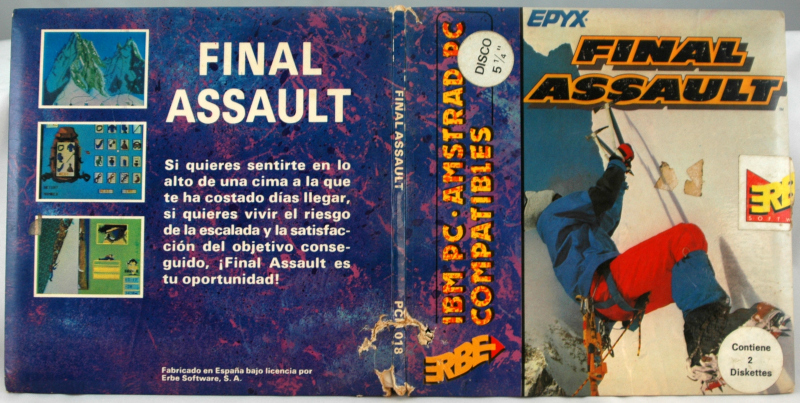 FINAL
ASSAULT
Si quieres sentirte en lo
alto de una cima a la que
te ha costado días llegar,
si quieres vivir el riesgo
de la escalada y la satisfac-
ción del objetivo conse-
guido, ¡Final Assault es
tu oportunidad!
Fabricado en España bajo licencia por
Erbe Software, S. A.
FINAL ASSAULT
PCI 018
IBM PC·AMSTRAD PC
COMPATIBLES
DISCO
5 1/4"
ERBE
EPYX
FINAL
ASSAULT
ERBE
SOFTW
Contiene
2
Diskettes